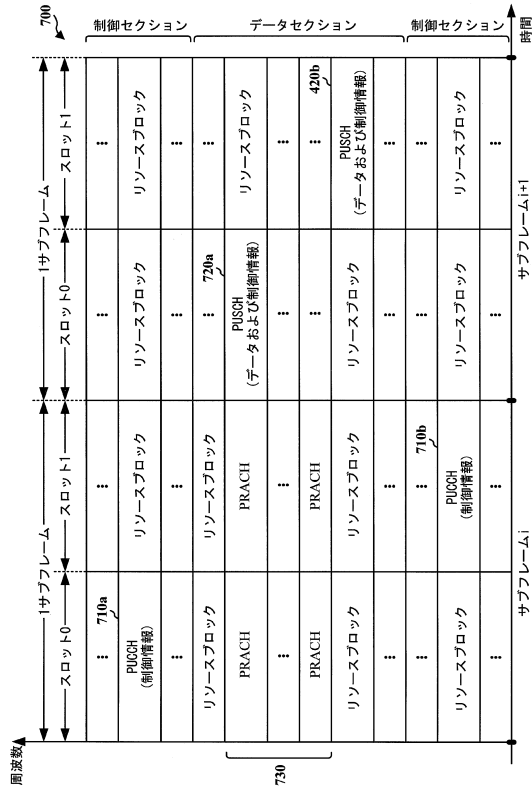 700
周波数
1サブフレーム
1サブフレーム
スロット0
スロット1
スロット0
スロット1
制御セクション
710a
PUCCH
(制御情報)
リソースブロック
リソースブロック
リソースブロック
データセクション
リソースブロック
リソースブロック
720a
730
PRACH
PRACH
PUSCH
(データおよび制御情報)
リソースブロック
PRACH
PRACH
420b
リソースブロック
リソースブロック
リソースブロック
PUSCH
(データおよび制御情報)
制御セクション
710b
リソースブロック
PUCCH
(制御情報)
リソースブロック
リソースブロック
サブフレームi
サブフレームi+1
時間